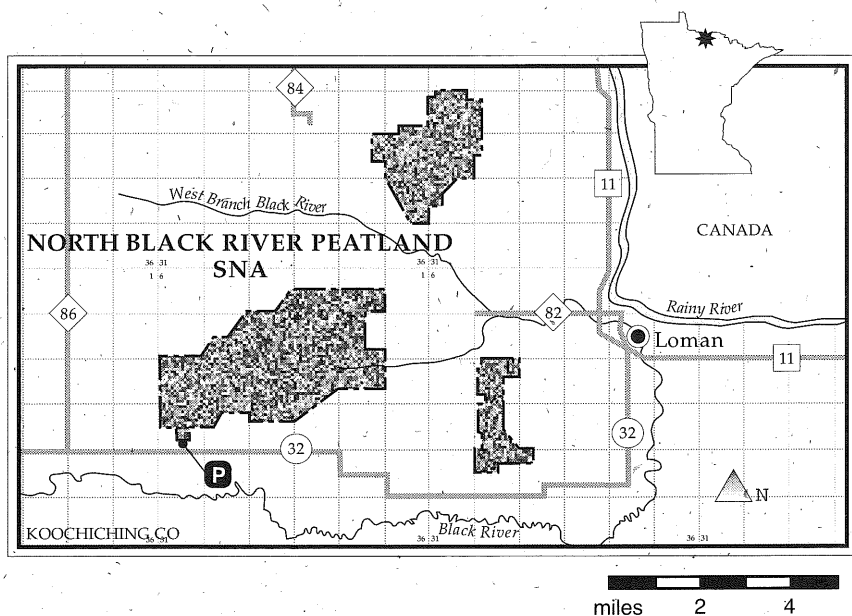 84
11
West Branch Black River
CANADA
NORTH BLACK RIVER PEATLAND
SNA
36 31
1 6
36 31
1 6
86
82
Rainy River
Loman
11
32
32
P
N
KOOCHICHING CO
36 31
Black River
36 31
36 31
miles 2 4